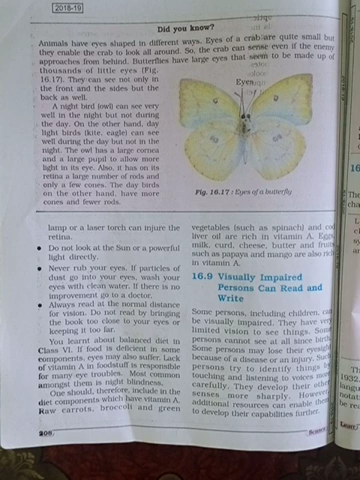 2018-19
Did you know?
Animals have eyes shaped in different ways. Eyes of a crab are quite small but
they enable the crab to look all around. So, the crab can sense even if the enemy
approaches from behind. Butterflies have large eyes that seem to be made up of
thousands of little eyes (Fig.
16.17). They can see not only in
the front and the sides but the
back as well.
A night bird (owl) can see very
well in the night but not during
the day. On the other hand, day
light birds (kite, eagle) can see
well during the day but not in the
night. The owl has a large cornea
and a large pupil to allow more
light in its eye. Also, it has on its
retina a large number of rods and
only a few cones. The day birds
on the other hand, have more
cones and fewer rods.
Eyes
Fig. 16.17 : Eyes of a butterfly
lamp or a laser torch can injure the
retina.
• Do not look at the Sun or a powerful
light directly.
• Never rub your eyes. If particles of
dust go into your eyes, wash your
eyes with clean water. If there is no
improvement go to a doctor.
• Always read at the normal distance
for vision. Do not read by bringing
the book too close to your eyes or
keeping it too far.
You learnt about balanced diet in
Class VI. If food is deficient in some
components, eyes may also suffer. Lack
of vitamin A in foodstuff is responsible
for many eye troubles. Most common
amongst them is night blindness.
One should, therefore, include in the
diet components which have vitamin A.
Raw carrots, broccoli and green
vegetables (such as spinach) and cod
liver oil are rich in vitamin A. Eggs,
milk, curd, cheese, butter and fruits
such as papaya and mango are also rich
in vitamin A.
16.9 Visually Impaired
Persons Can Read and
Write
Some persons, including children, can
be visually impaired. They have very
limited vision to see things. Some
persons cannot see at all since birth.
Some persons may lose their eyesight
because of a disease or an injury. Such
persons try to identify things by
touching and listening to voices more
carefully. They develop their other
senses more sharply. However,
additional resources can enable them
to develop their capabilities further.
208
16
The
cha
Th
1932.
langu
notat
be re